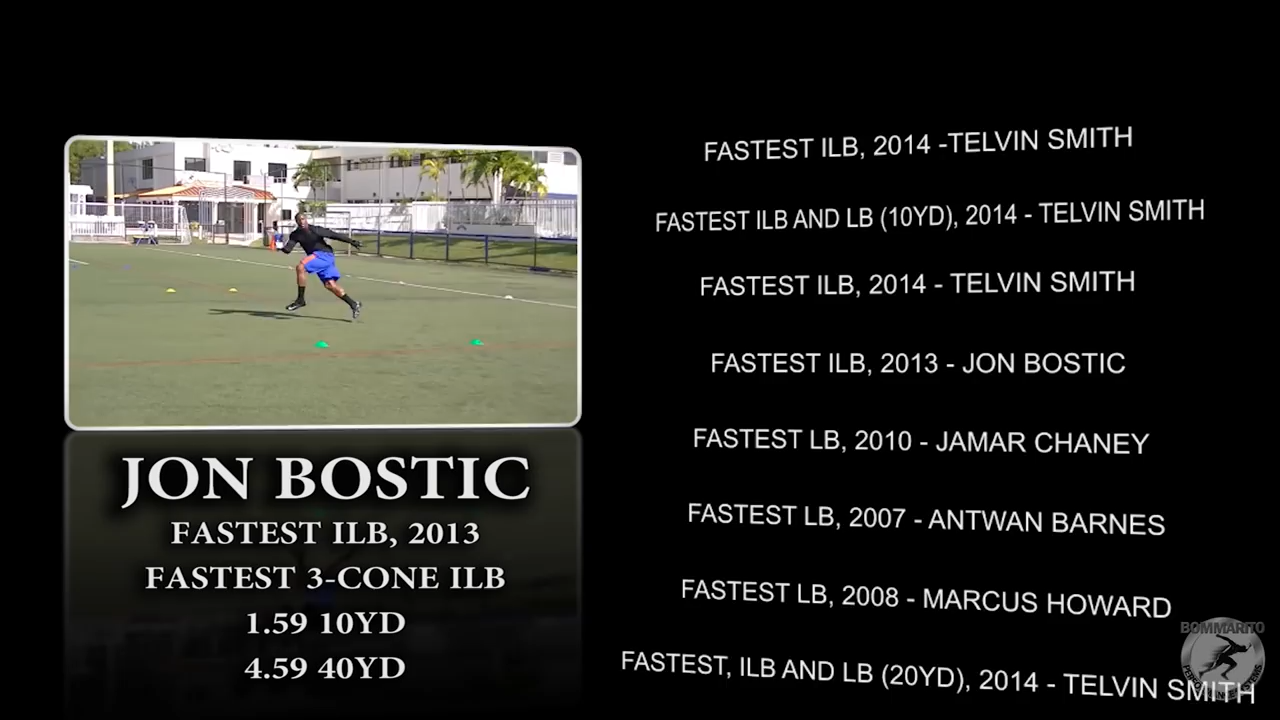 JON BOSTIC
FASTEST ILB, 2013
FASTEST 3-CONE ILB
1.59 10YD
4.59 40YD
FASTEST ILB, 2014 -TELVIN SMITH
FASTEST ILB AND LB (10YD), 2014 - TELVIN SMITH
FASTEST ILB, 2014 - TELVIN SMITH
FASTEST ILB, 2013 - JON BOSTIC
FASTEST LB, 2010 - JAMAR CHANEY
FASTEST LB, 2007 - ANTWAN BARNES
FASTEST LB, 2008 - MARCUS HOWARD
FASTEST, ILB AND LB (20YD), 2014 - TELVIN SMITH
BOMMARITO